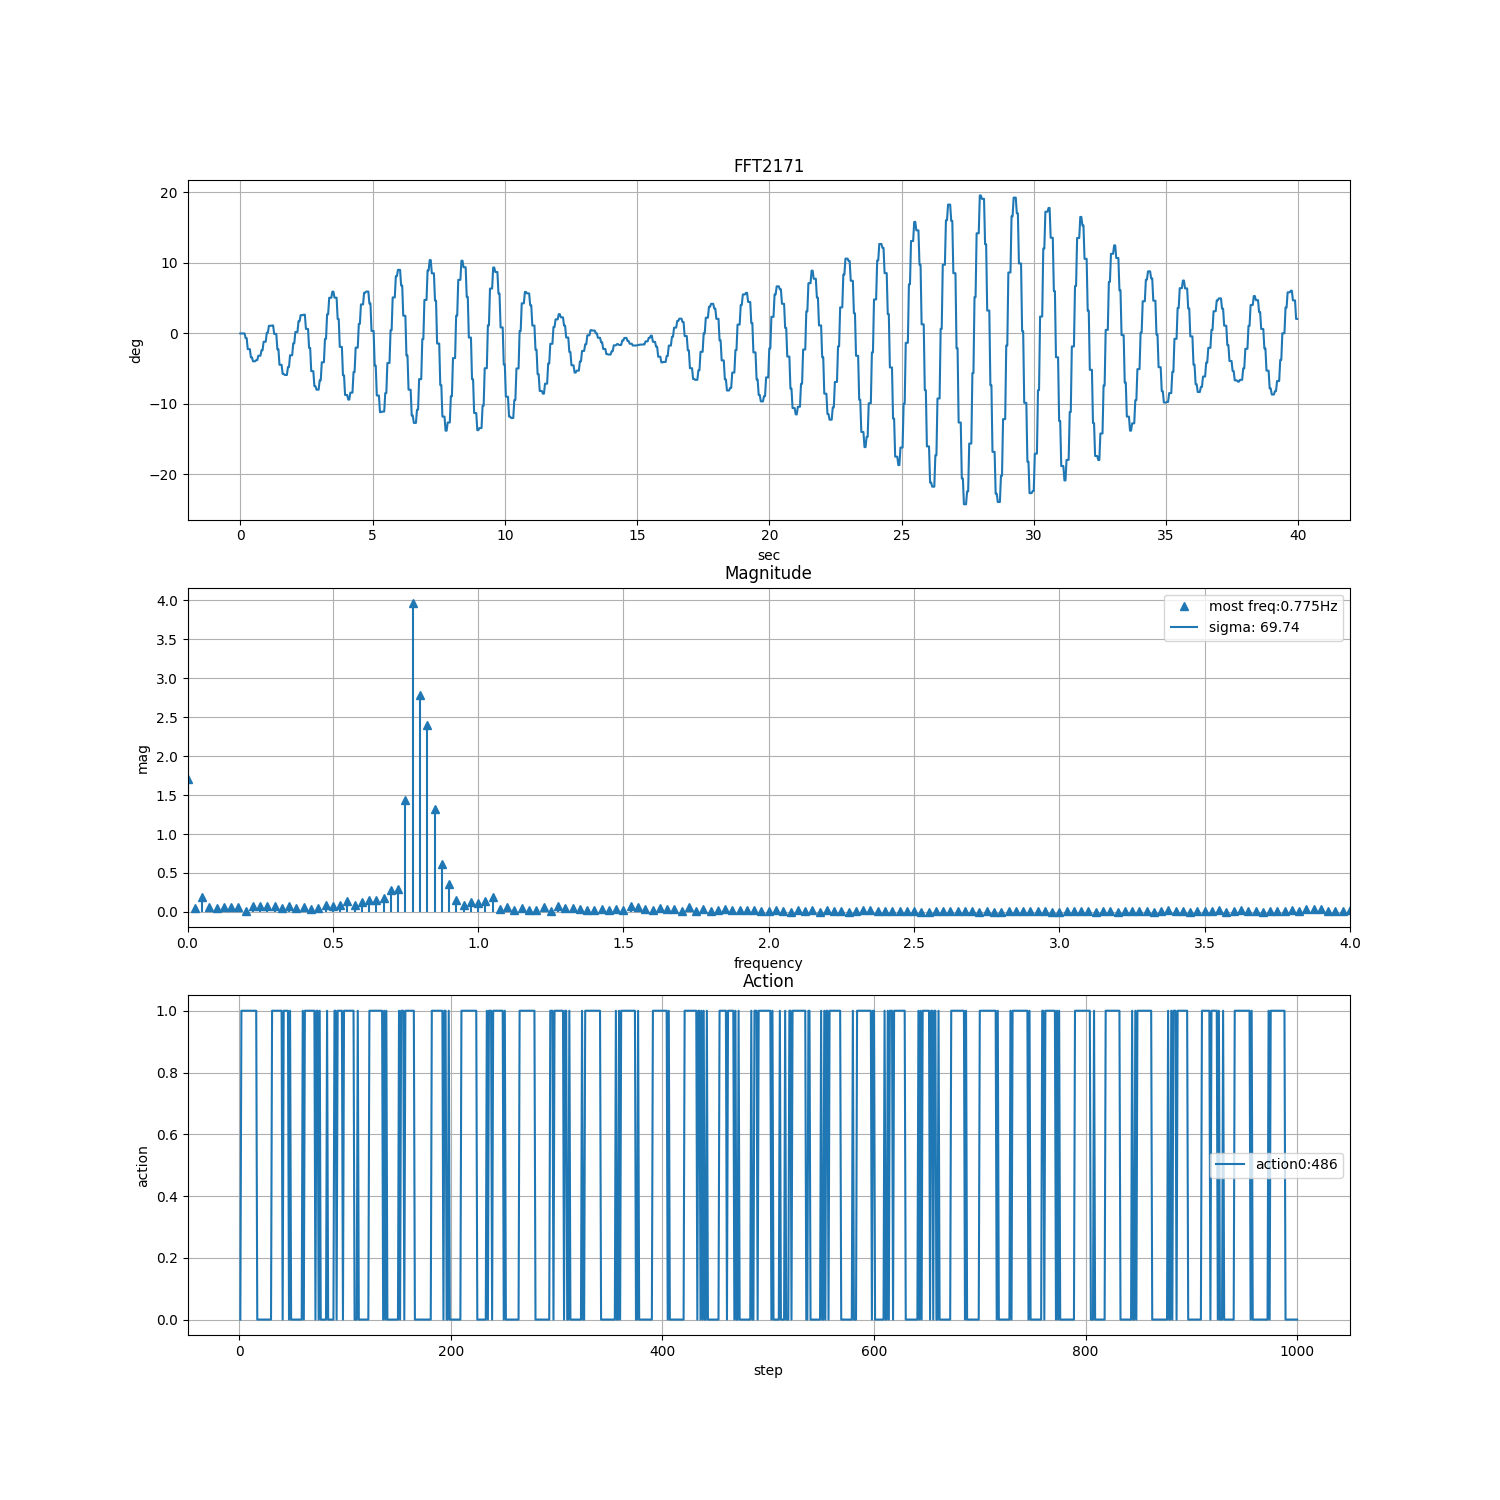 FFT2171
20
10
0
−10
−20
deg
0 5 10 15 20 25 30 35 40
sec
Magnitude
4.0
3.5
3.0
2.5
2.0
1.5
1.0
0.5
0.0
mag
most freq:0.775Hz
sigma: 69.74
0.0 0.5 1.0 1.5 2.0 2.5 3.0 3.5 4.0
frequency
Action
1.0
0.8
0.6
0.4
0.2
0.0
action
action0:486
0 200 400 600 800 1000
step